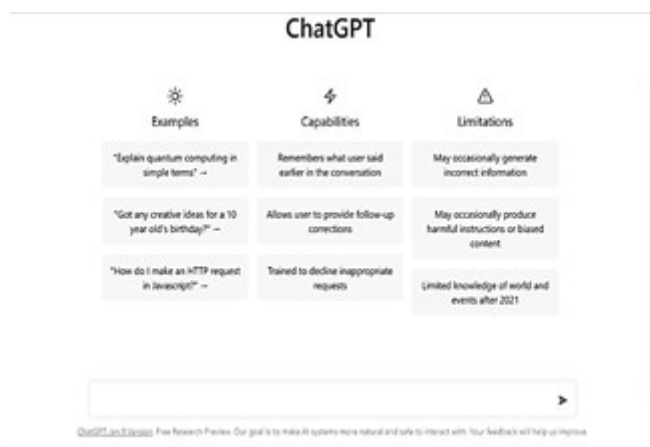 ChatGPT
Examples
Capabilities
Limitations
"Explain quantum computing in
simple terms" →
Remembers what user said
earlier in the conversation
May occasionally generate
incorrect information
"Got any creative ideas for a 10
year old's birthday?" →
Allows user to provide follow-up
corrections
May occasionally produce
harmful instructions or biased
content
"How do I make an HTTP request
in Javascript?" →
Trained to decline inappropriate
requests
Limited knowledge of world and
events after 2021
ChatGPT Jan 9 Version. Free Research Preview. Our goal is to make AI systems more natural and safe to interact with. Your feedback will help us improve.